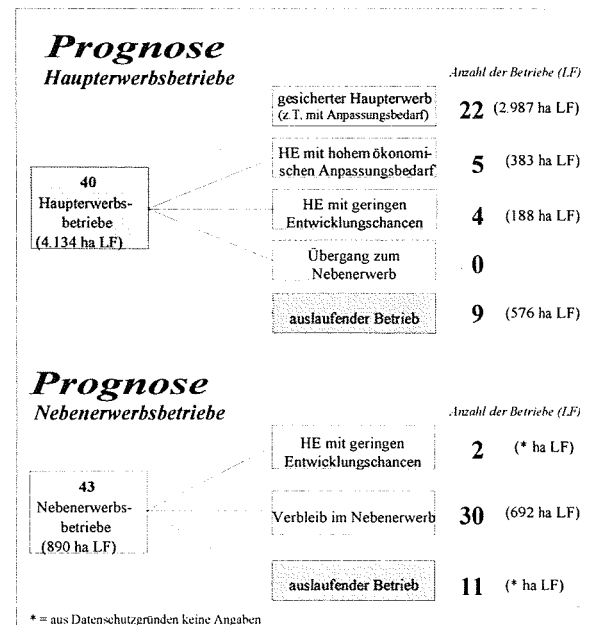 Prognose
Haupterwerbsbetriebe
Anzahl der Betriebe (LF)
gesicherter Haupterwerb
(z.T. mit Anpassungsbedarf)
22 (2.987 ha LF)
HE mit hohem ökonomi-
schen Anpassungsbedarf
5 (383 ha LF)
40
Haupterwerbs-
betriebe
(4.134 ha LF)
HE mit geringen
Entwicklungschancen
4 (188 ha LF)
Übergang zum
Nebenerwerb
0
auslaufender Betrieb
9 (576 ha LF)
Prognose
Nebenerwerbsbetriebe
Anzahl der Betriebe (LF)
HE mit geringen
Entwicklungschancen
2 (* ha LF)
43
Nebenerwerbs-
betriebe
(890 ha LF)
Verbleib im Nebenerwerb
30 (692 ha LF)
auslaufender Betrieb
11 (* ha LF)
* = aus Datenschutzgründen keine Angaben